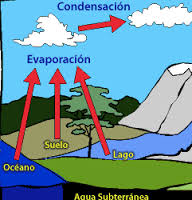 Condensación
Evaporación
Suelo
Océano
Lago
Agua Subterránea